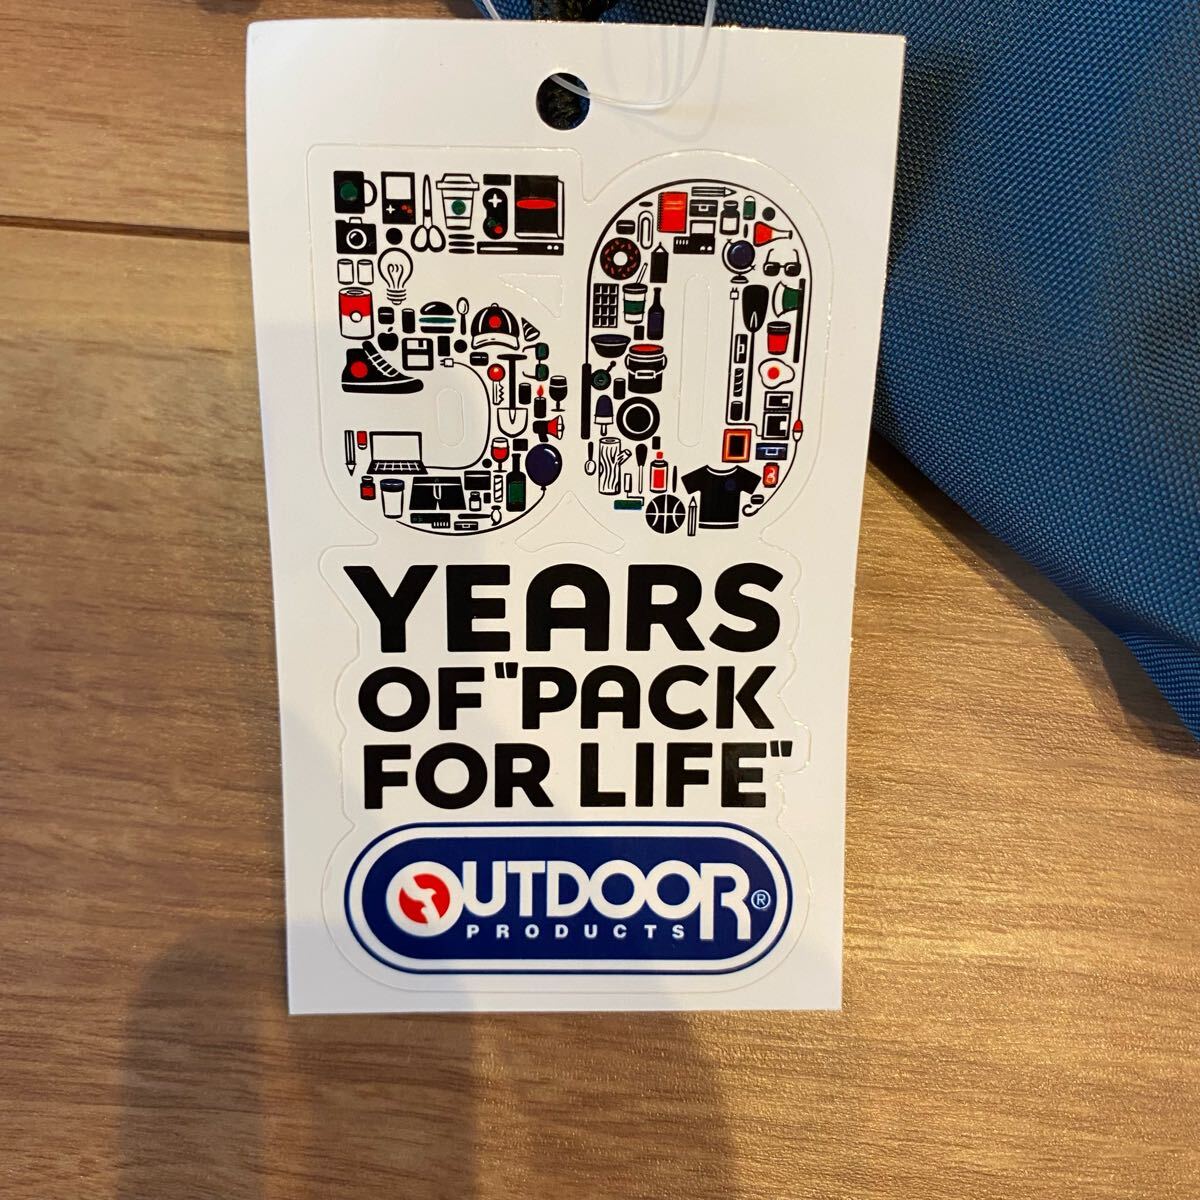 50
YEARS
OF "PACK
FOR LIFE"
OUTDOOR®
PRODUCTS